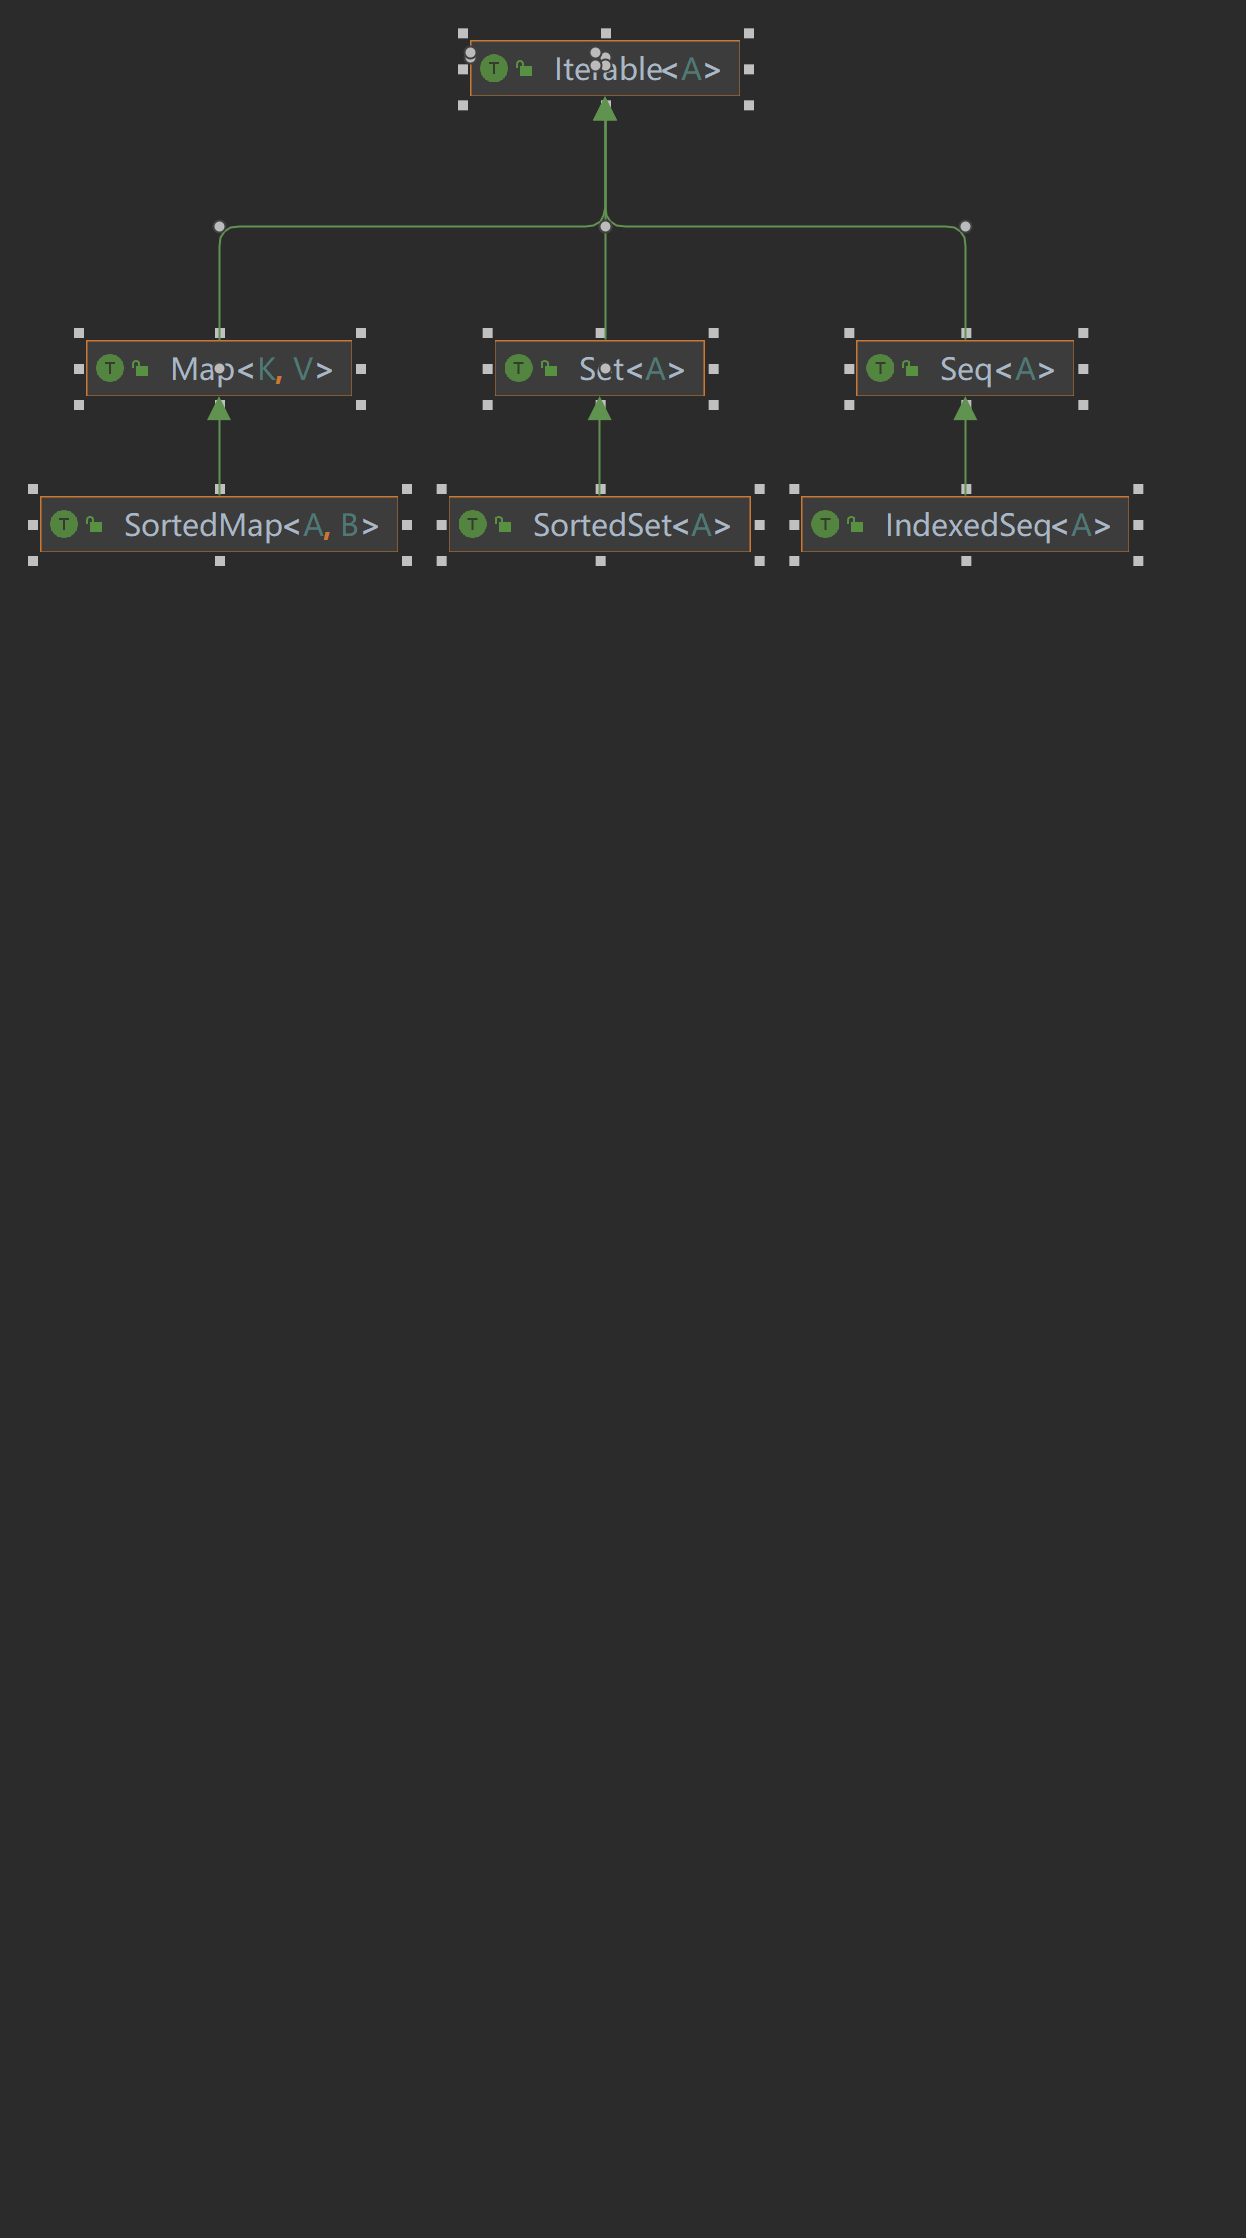 T Iterable<A>
T Map<K, V>
T Set<A>
T Seq<A>
T SortedMap<A, B>
T SortedSet<A>
T IndexedSeq<A>